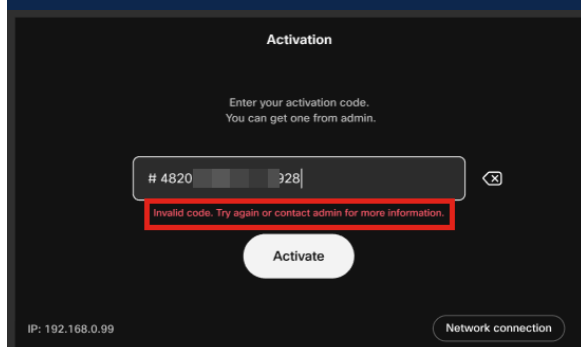 Activation
Enter your activation code.
You can get one from admin.
# 4820 928
Invalid code. Try again or contact admin for more information.
Activate
IP: 192.168.0.99
Network connection